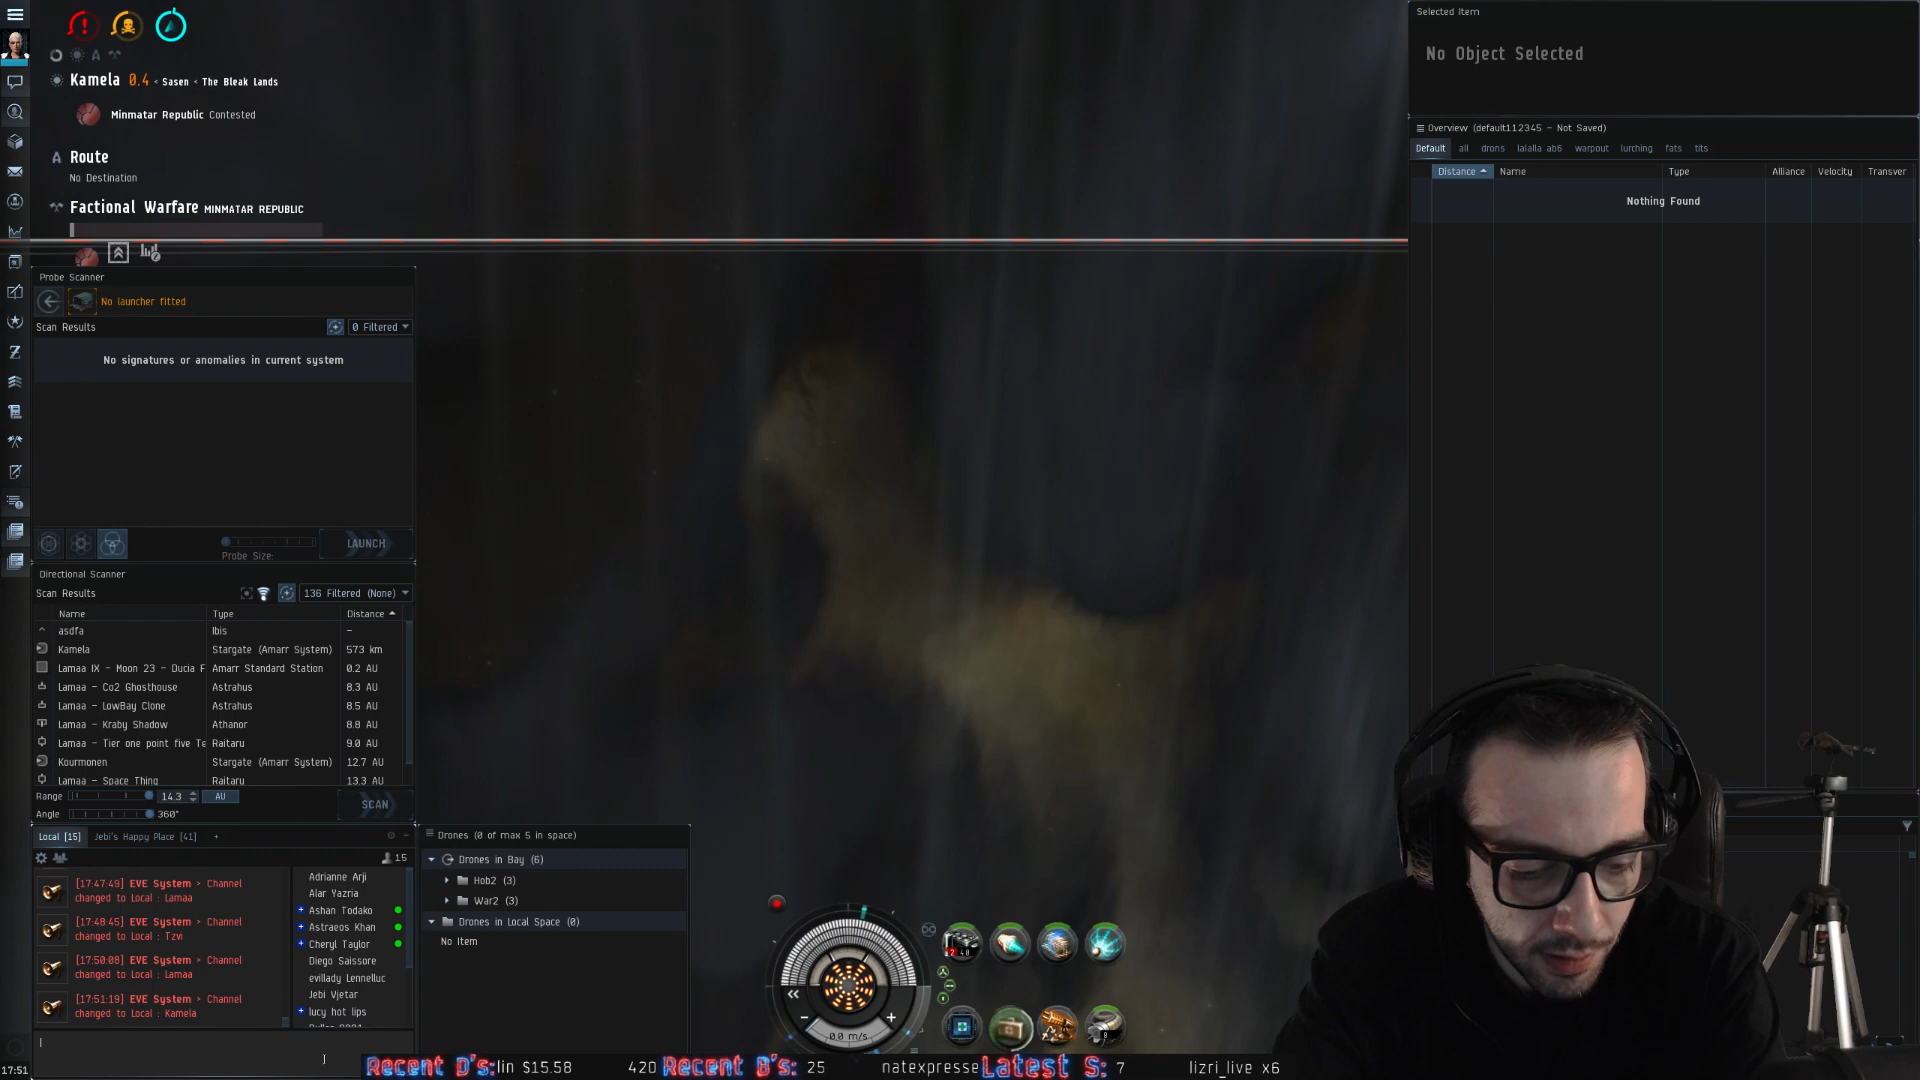 Kamela 0.4 < Sasen < The Bleak Lands
Minmatar Republic Contested
Route
No Destination
Factional Warfare MINMATAR REPUBLIC
Probe Scanner
No launcher fitted
Scan Results
0 Filtered
No signatures or anomalies in current system
Probe Size:
LAUNCH
Directional Scanner
Scan Results
136 Filtered (None)
Name Type Distance
asdfa Ibis –
Kamela Stargate (Amarr System) 573 km
Lamaa IX – Moon 23 – Ducia F Amarr Standard Station 0.2 AU
Lamaa – Co2 Ghosthouse Astrahus 8.3 AU
Lamaa – LowBay Clone Astrahus 8.5 AU
Lamaa – Kraby Shadow Athanor 8.8 AU
Lamaa – Tier one point five Te Raitaru 9.0 AU
Kourmonen Stargate (Amarr System) 12.7 AU
Lamaa – Space Thing Raitaru 13.3 AU
Range 14.3 AU
Angle 360°
SCAN
Local [15] Jebi's Happy Place [41] +
15
[17:47:49] EVE System > Channel
changed to Local : Lamaa
[17:48:45] EVE System > Channel
changed to Local : Tzvi
[17:50:08] EVE System > Channel
changed to Local : Lamaa
[17:51:19] EVE System > Channel
changed to Local : Kamela
Adrianne Arji
Alar Yazria
Ashan Todako
Astraeos Khan
Cheryl Taylor
Diego Saissore
evillady Lennelluc
Jebi Vjetar
lucy hot lips
17:51
Drones (0 of max 5 in space)
Drones in Bay (6)
Hob2 (3)
War2 (3)
Drones in Local Space (0)
No Item
0.0 m/s
Selected Item
No Object Selected
Overview (default112345 – Not Saved)
Default all drons lalalla ab6 warpout lurching fats tits
Distance Name Type Alliance Velocity Transver
Nothing Found
Recent D's: lin $15.58 420 Recent B's: 25 natexpresse Latest S: 7 lizri_live x6